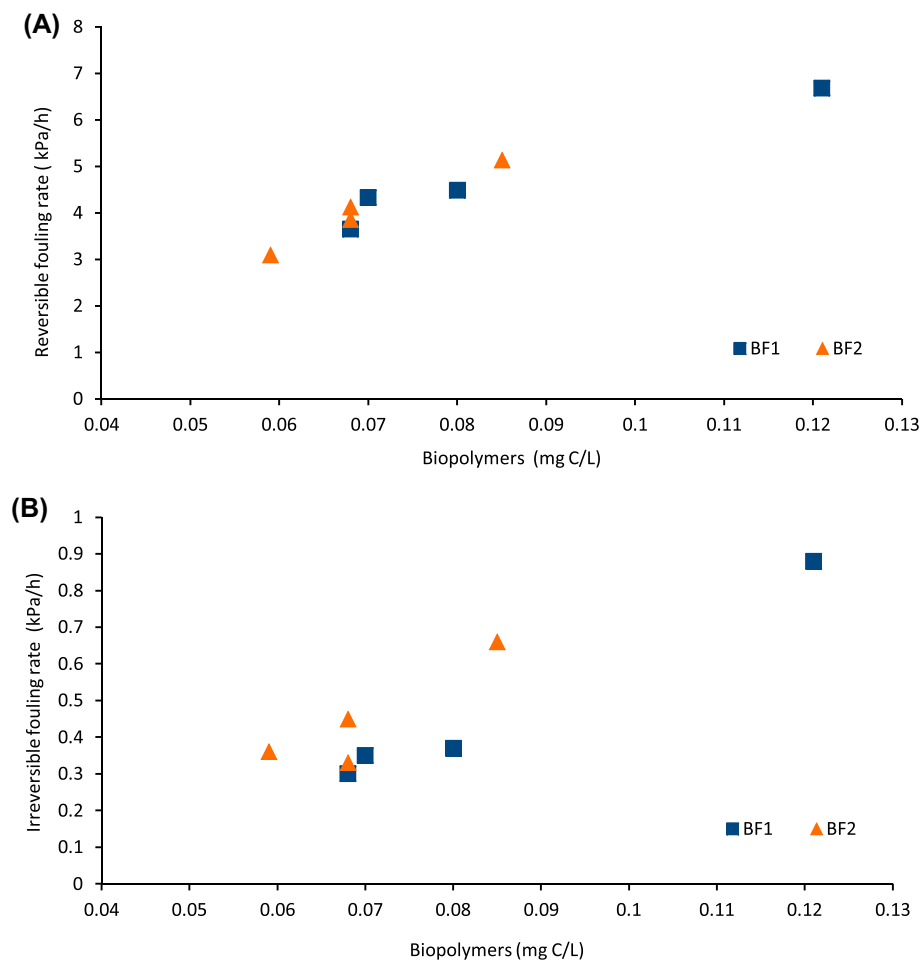 (A)
8
7
6
5
4
3
2
1
0
Reversible fouling rate ( kPa/h)
0.04 0.05 0.06 0.07 0.08 0.09 0.1 0.11 0.12 0.13
Biopolymers (mg C/L)
BF1 BF2
(B)
1
0.9
0.8
0.7
0.6
0.5
0.4
0.3
0.2
0.1
0
Irreversible fouling rate (kPa/h)
0.04 0.05 0.06 0.07 0.08 0.09 0.1 0.11 0.12 0.13
Biopolymers (mg C/L)
BF1 BF2